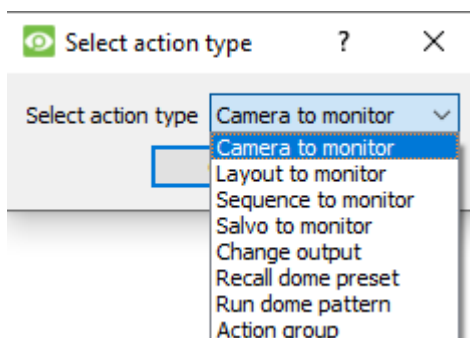 Select action type ?
Select action type Camera to monitor
Camera to monitor
Layout to monitor
Sequence to monitor
Salvo to monitor
Change output
Recall dome preset
Run dome pattern
Action group